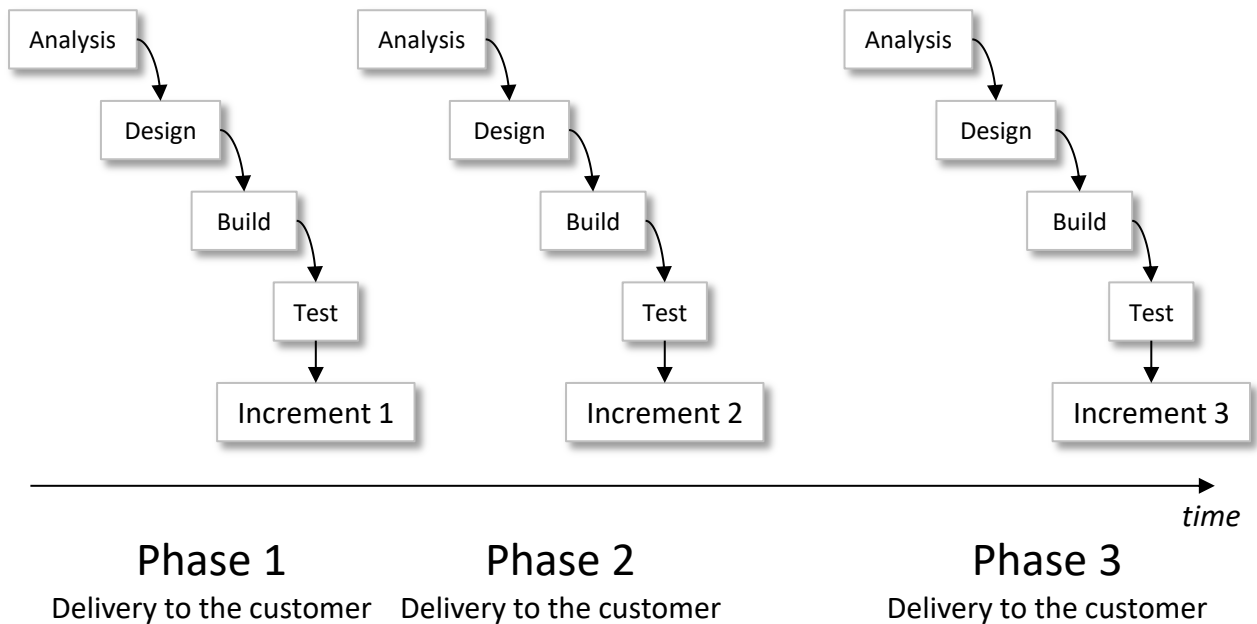 Analysis
Design
Build
Test
Increment 1
Analysis
Design
Build
Test
Increment 2
Analysis
Design
Build
Test
Increment 3
time
Phase 1
Delivery to the customer
Phase 2
Delivery to the customer
Phase 3
Delivery to the customer